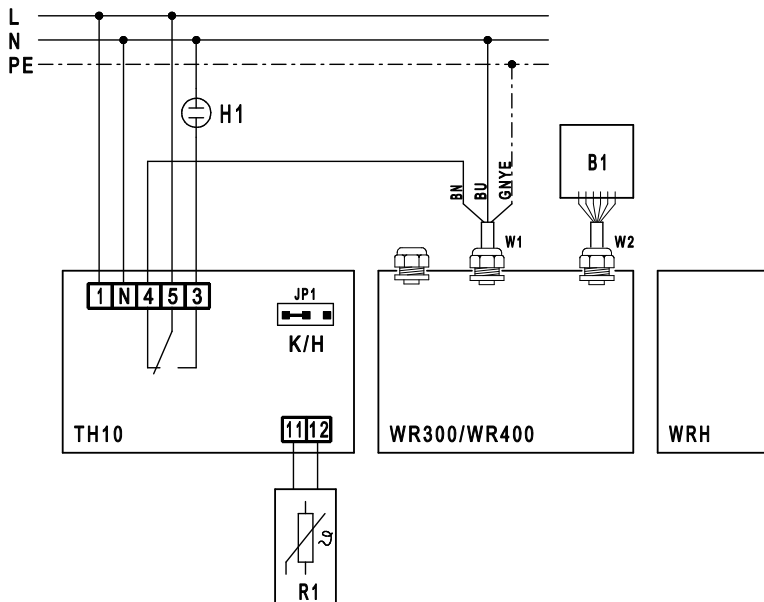 L
N
PE
H1
B1
BN
BU
GNYE
W1
W2
1 N 4 5 3
JP1
K/H
TH10
11 12
WR300/WR400
WRH
R1